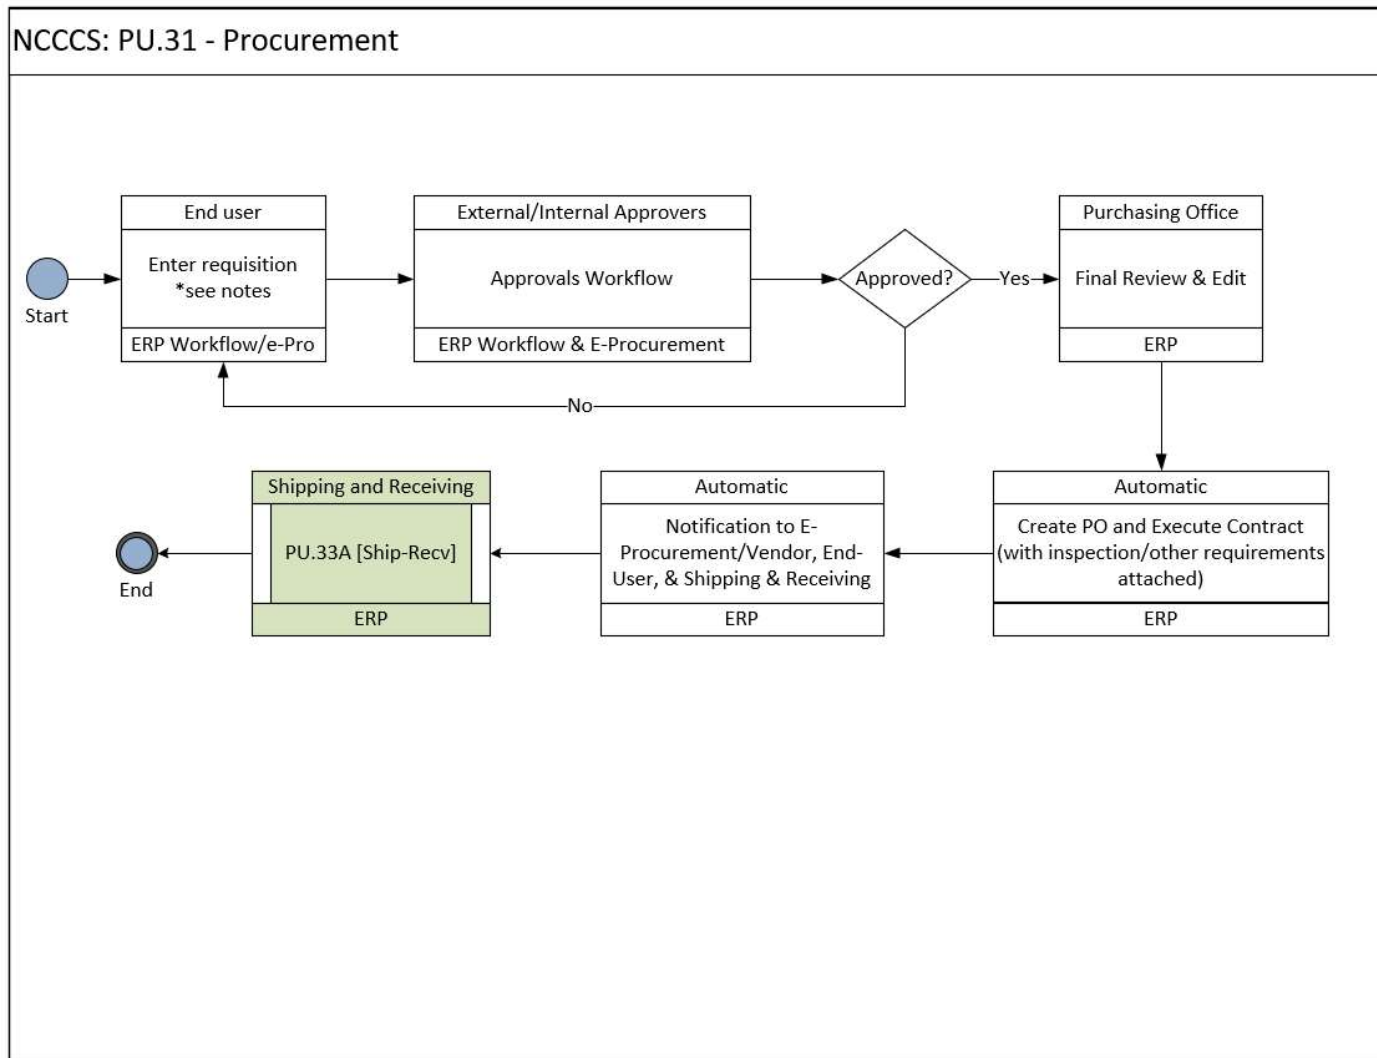 NCCCS: PU.31 - Procurement
End user
Enter requisition
*see notes
ERP Workflow/e-Pro
Start
External/Internal Approvers
Approvals Workflow
ERP Workflow & E-Procurement
Approved?
Yes
Purchasing Office
Final Review & Edit
ERP
No
Shipping and Receiving
PU.33A [Ship-Recv]
ERP
End
Automatic
Notification to E-
Procurement/Vendor, End-
User, & Shipping & Receiving
ERP
Automatic
Create PO and Execute Contract
(with inspection/other requirements
attached)
ERP